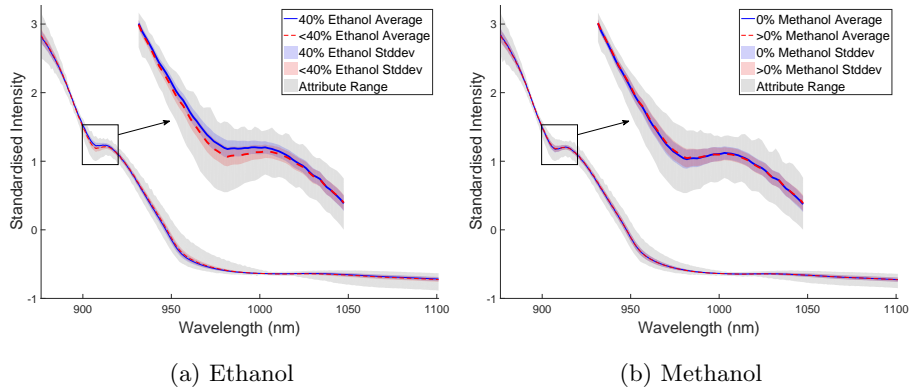 3
2
1
0
-1
Standardised Intensity
900
950
1000
1050
1100
Wavelength (nm)
40% Ethanol Average
<40% Ethanol Average
40% Ethanol Stddev
<40% Ethanol Stddev
Attribute Range
(a) Ethanol
3
2
1
0
-1
Standardised Intensity
900
950
1000
1050
1100
Wavelength (nm)
0% Methanol Average
>0% Methanol Average
0% Methanol Stddev
>0% Methanol Stddev
Attribute Range
(b) Methanol